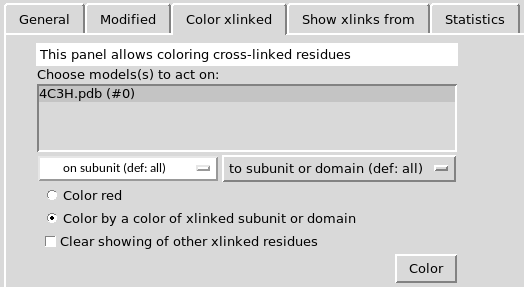 General Modified Color xlinked Show xlinks from Statistics
This panel allows coloring cross-linked residues
Choose models(s) to act on:
4C3H.pdb (#0)
on subunit (def: all) to subunit or domain (def: all)
Color red
Color by a color of xlinked subunit or domain
Clear showing of other xlinked residues
Color